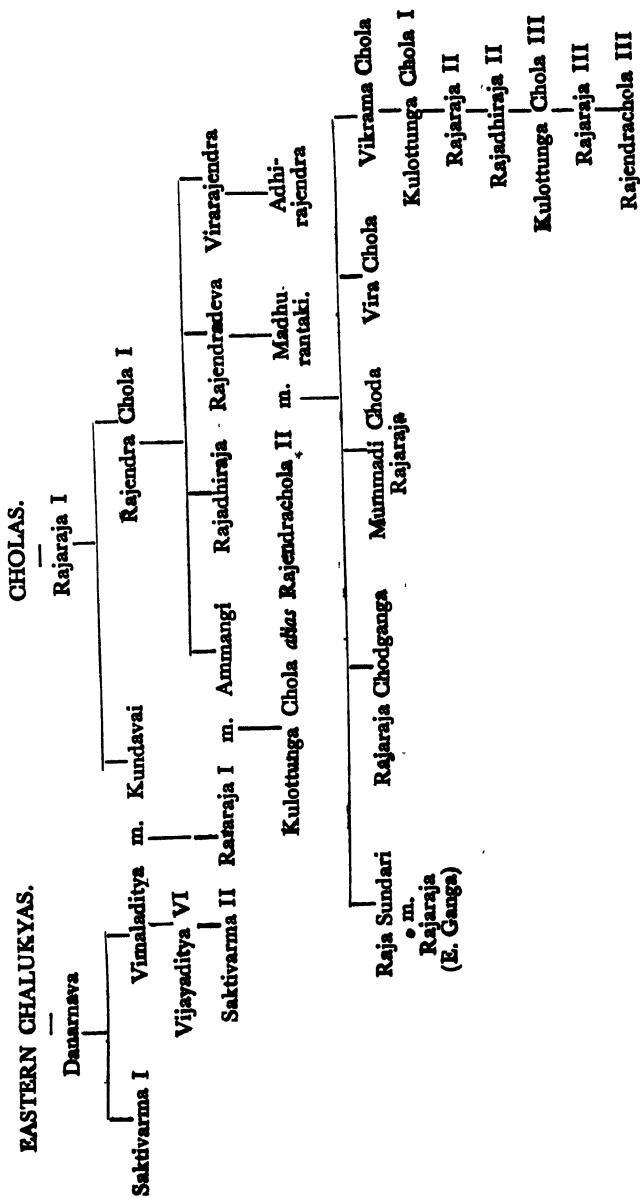 EASTERN CHALUKYAS.
CHOLAS.
Danarnava
Rajaraja I
Saktivarma I
Vimaladitya m. Kundavai
Rajendra Chola I
Vijayaditya VI
Saktivarma II
Rararaja I m. Ammangi
Rajadhiraja
Rajendradeva
Virarajendra
Kulottunga Chola alias Rajendrachola II m. Madhu-
rantaki.
Adhi-
rajendra
Raja Sundari
m.
Rajaraja
(E. Ganga)
Rajaraja Chodganga
Mummadi Choda
Rajaraja
Vira Chola
Vikrama Chola
Kulottunga Chola I
Rajaraja II
Rajadhiraja II
Kulottunga Chola III
Rajaraja III
Rajendrachola III